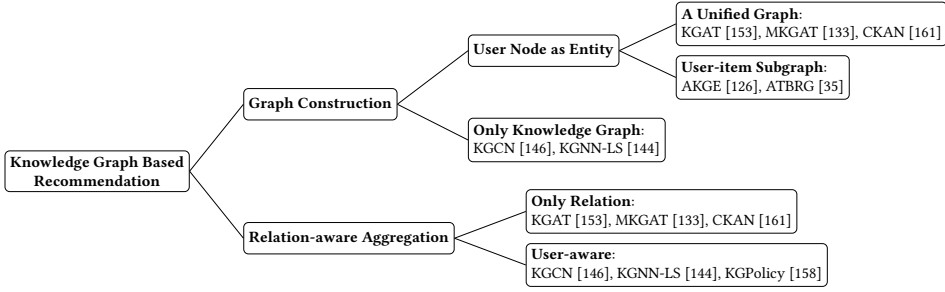 Knowledge Graph Based
Recommendation
Graph Construction
User Node as Entity
A Unified Graph:
KGAT [153], MKGAT [133], CKAN [161]
User-item Subgraph:
AKGE [126], ATBRG [35]
Only Knowledge Graph:
KGCN [146], KGNN-LS [144]
Relation-aware Aggregation
Only Relation:
KGAT [153], MKGAT [133], CKAN [161]
User-aware:
KGCN [146], KGNN-LS [144], KGPolicy [158]